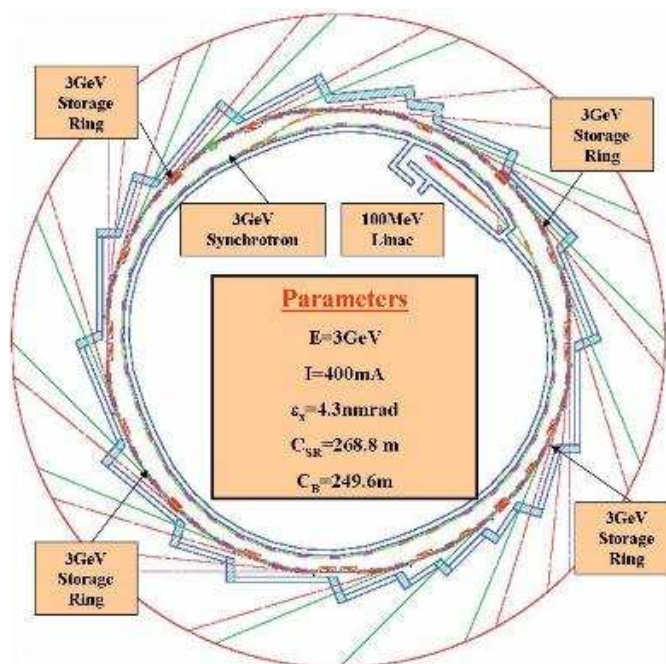 3GeV
Storage
Ring
3GeV
Storage
Ring
3GeV
Synchrotron
100MeV
Linac
Parameters
E=3GeV
I=400mA
εx=4.3nmrad
CSR=268.8 m
CB=249.6m
3GeV
Storage
Ring
3GeV
Storage
Ring